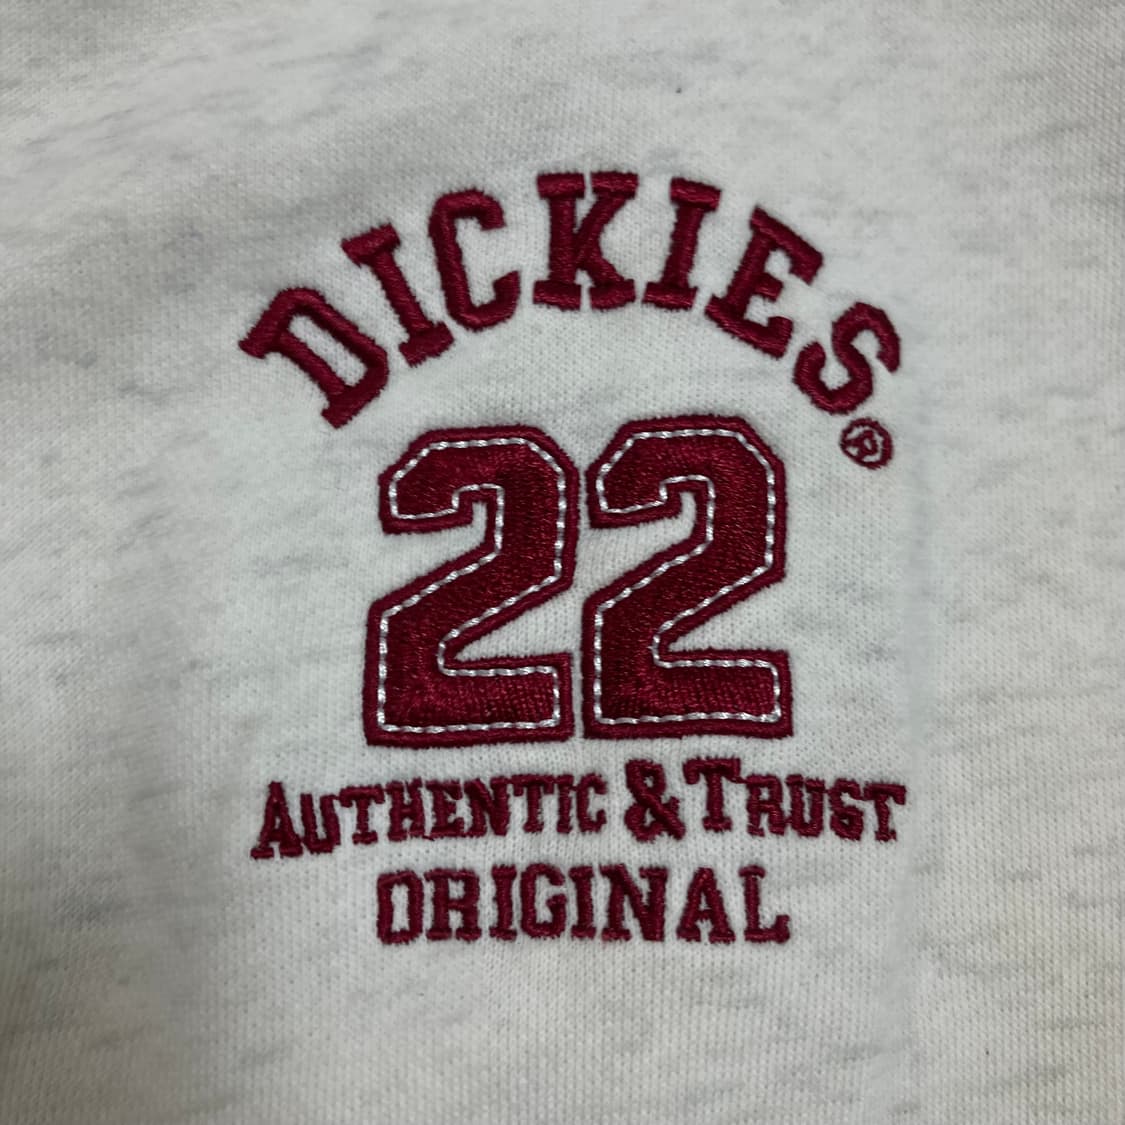 DICKIES®
22
AUTHENTIC & TRUST
ORIGINAL